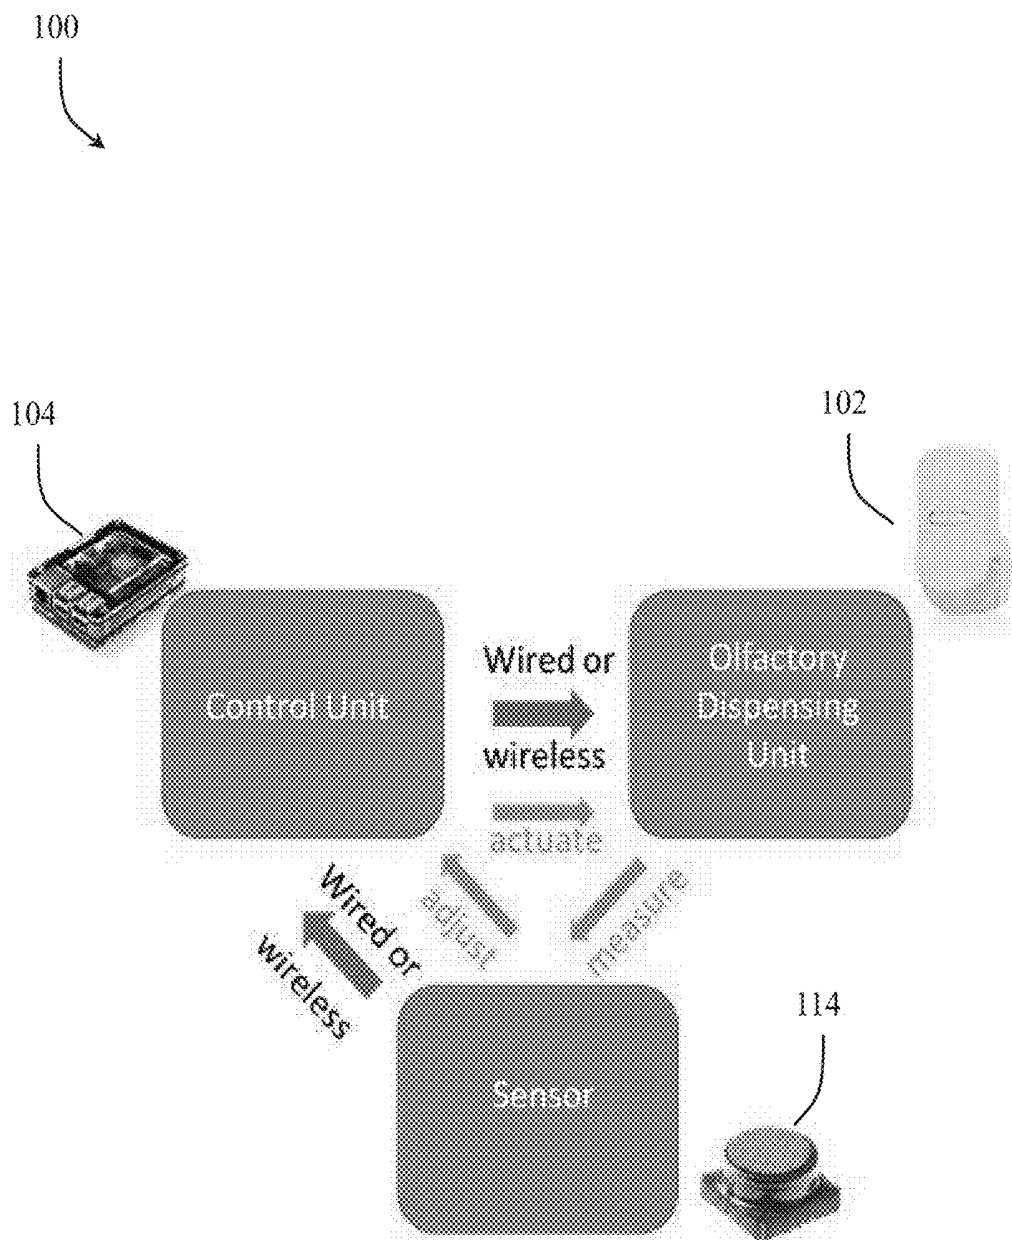 100
104
102
Control Unit
Wired or
wireless
actuate
Olfactory
Dispensing
Unit
Wired or
wireless
adjust
measure
Sensor
114